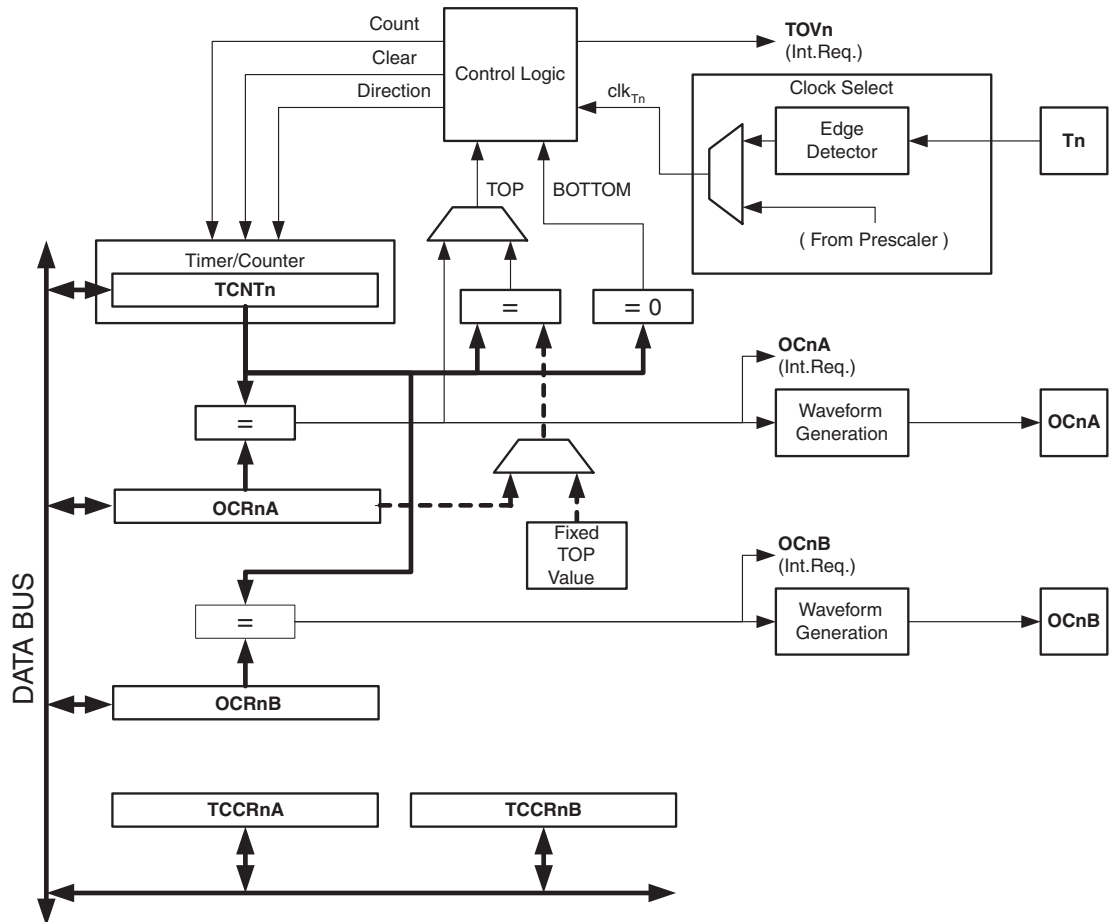 Count
Clear
Direction
Control Logic
TOVn
(Int.Req.)
clkTn
Clock Select
Edge
Detector
Tn
( From Prescaler )
TOP
BOTTOM
Timer/Counter
TCNTn
=
= 0
OCnA
(Int.Req.)
=
Waveform
Generation
OCnA
OCRnA
Fixed
TOP
Value
OCnB
(Int.Req.)
=
Waveform
Generation
OCnB
OCRnB
DATA BUS
TCCRnA
TCCRnB